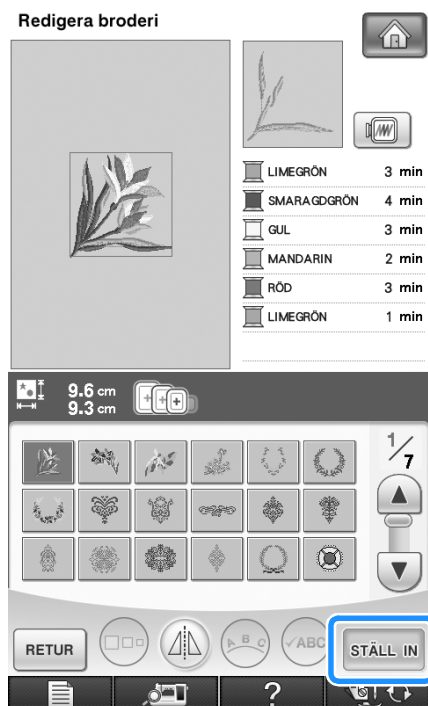 Redigera broderi
LIMEGRÖN 3 min
SMARAGDGRÖN 4 min
GUL 3 min
MANDARIN 2 min
RÖD 3 min
LIMEGRÖN 1 min
9.6 cm
9.3 cm
1/7
RETUR
A B C
ABC
STÄLL IN
?